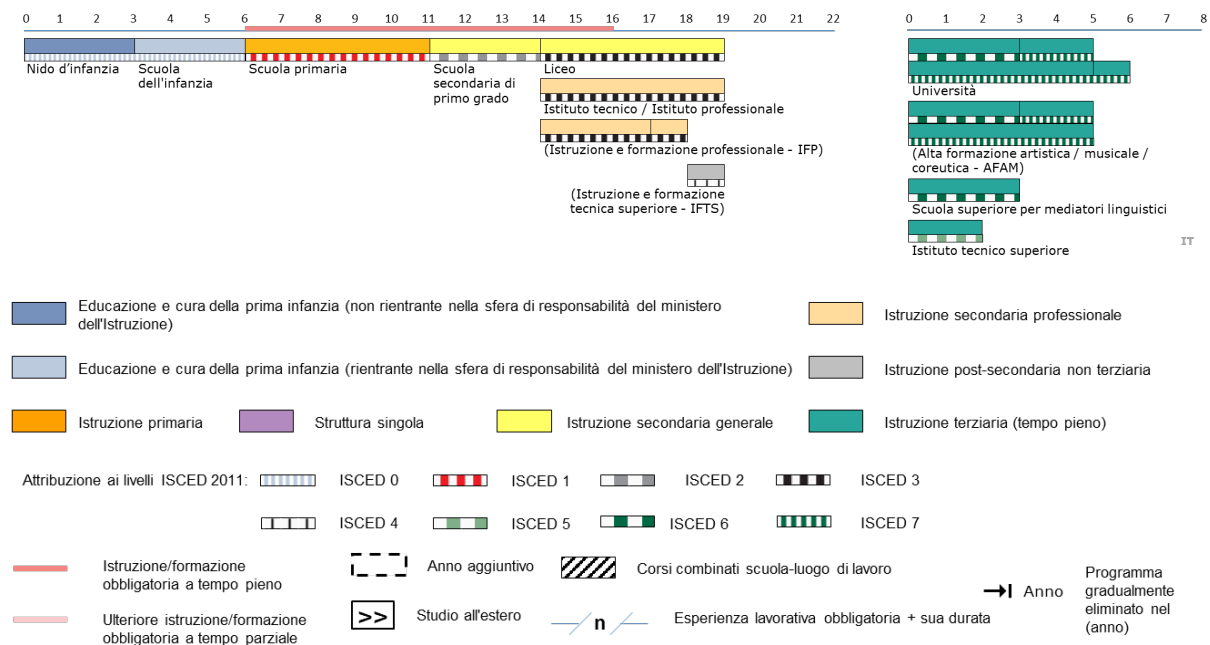 0 1 2 3 4 5 6 7 8 9 10 11 12 13 14 15 16 17 18 19 20 21 22
0 1 2 3 4 5 6 7 8
Nido d'infanzia
Scuola
dell'infanzia
Scuola primaria
Scuola
secondaria di
primo grado
Liceo
Istituto tecnico / Istituto professionale
(Istruzione e formazione professionale - IFP)
(Istruzione e formazione
tecnica superiore - IFTS)
Università
(Alta formazione artistica / musicale /
coreutica - AFAM)
Scuola superiore per mediatori linguistici
Istituto tecnico superiore
IT
Educazione e cura della prima infanzia (non rientrante nella sfera di responsabilità del ministero
dell'Istruzione)
Istruzione secondaria professionale
Educazione e cura della prima infanzia (rientrante nella sfera di responsabilità del ministero dell'Istruzione)
Istruzione post-secondaria non terziaria
Istruzione primaria
Struttura singola
Istruzione secondaria generale
Istruzione terziaria (tempo pieno)
Attribuzione ai livelli ISCED 2011:
ISCED 0
ISCED 1
ISCED 2
ISCED 3
ISCED 4
ISCED 5
ISCED 6
ISCED 7
Istruzione/formazione
obbligatoria a tempo pieno
Anno aggiuntivo
Corsi combinati scuola-luogo di lavoro
Anno
Programma
gradualmente
eliminato nel
(anno)
Ulteriore istruzione/formazione
obbligatoria a tempo parziale
>>
Studio all'estero
n
Esperienza lavorativa obbligatoria + sua durata